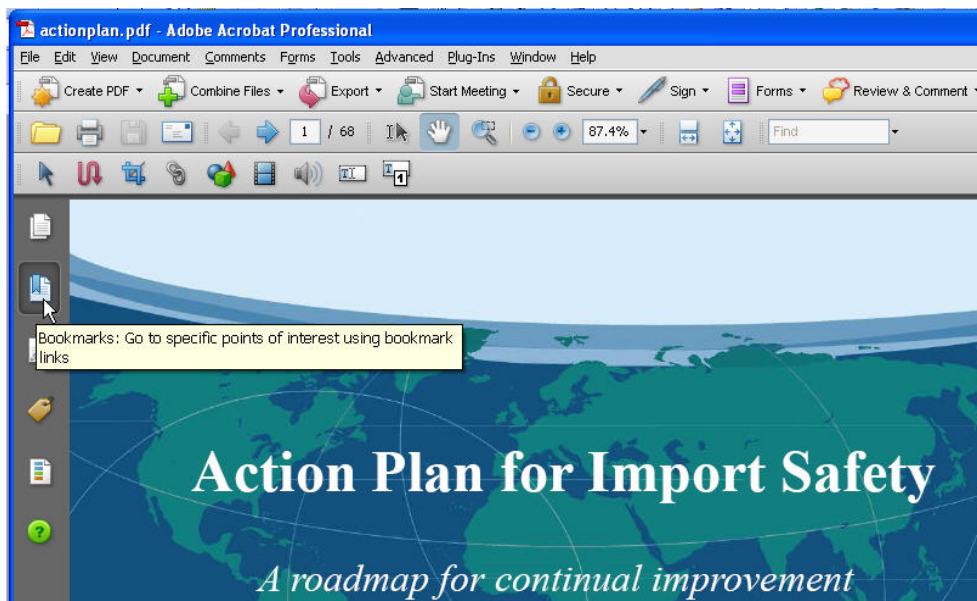 actionplan.pdf - Adobe Acrobat Professional
File Edit View Document Comments Forms Tools Advanced Plug-Ins Window Help
Create PDF Combine Files Export Start Meeting Secure Sign Forms Review & Comment
1 / 68 87.4% Find
Bookmarks: Go to specific points of interest using bookmark
links
Action Plan for Import Safety
A roadmap for continual improvement